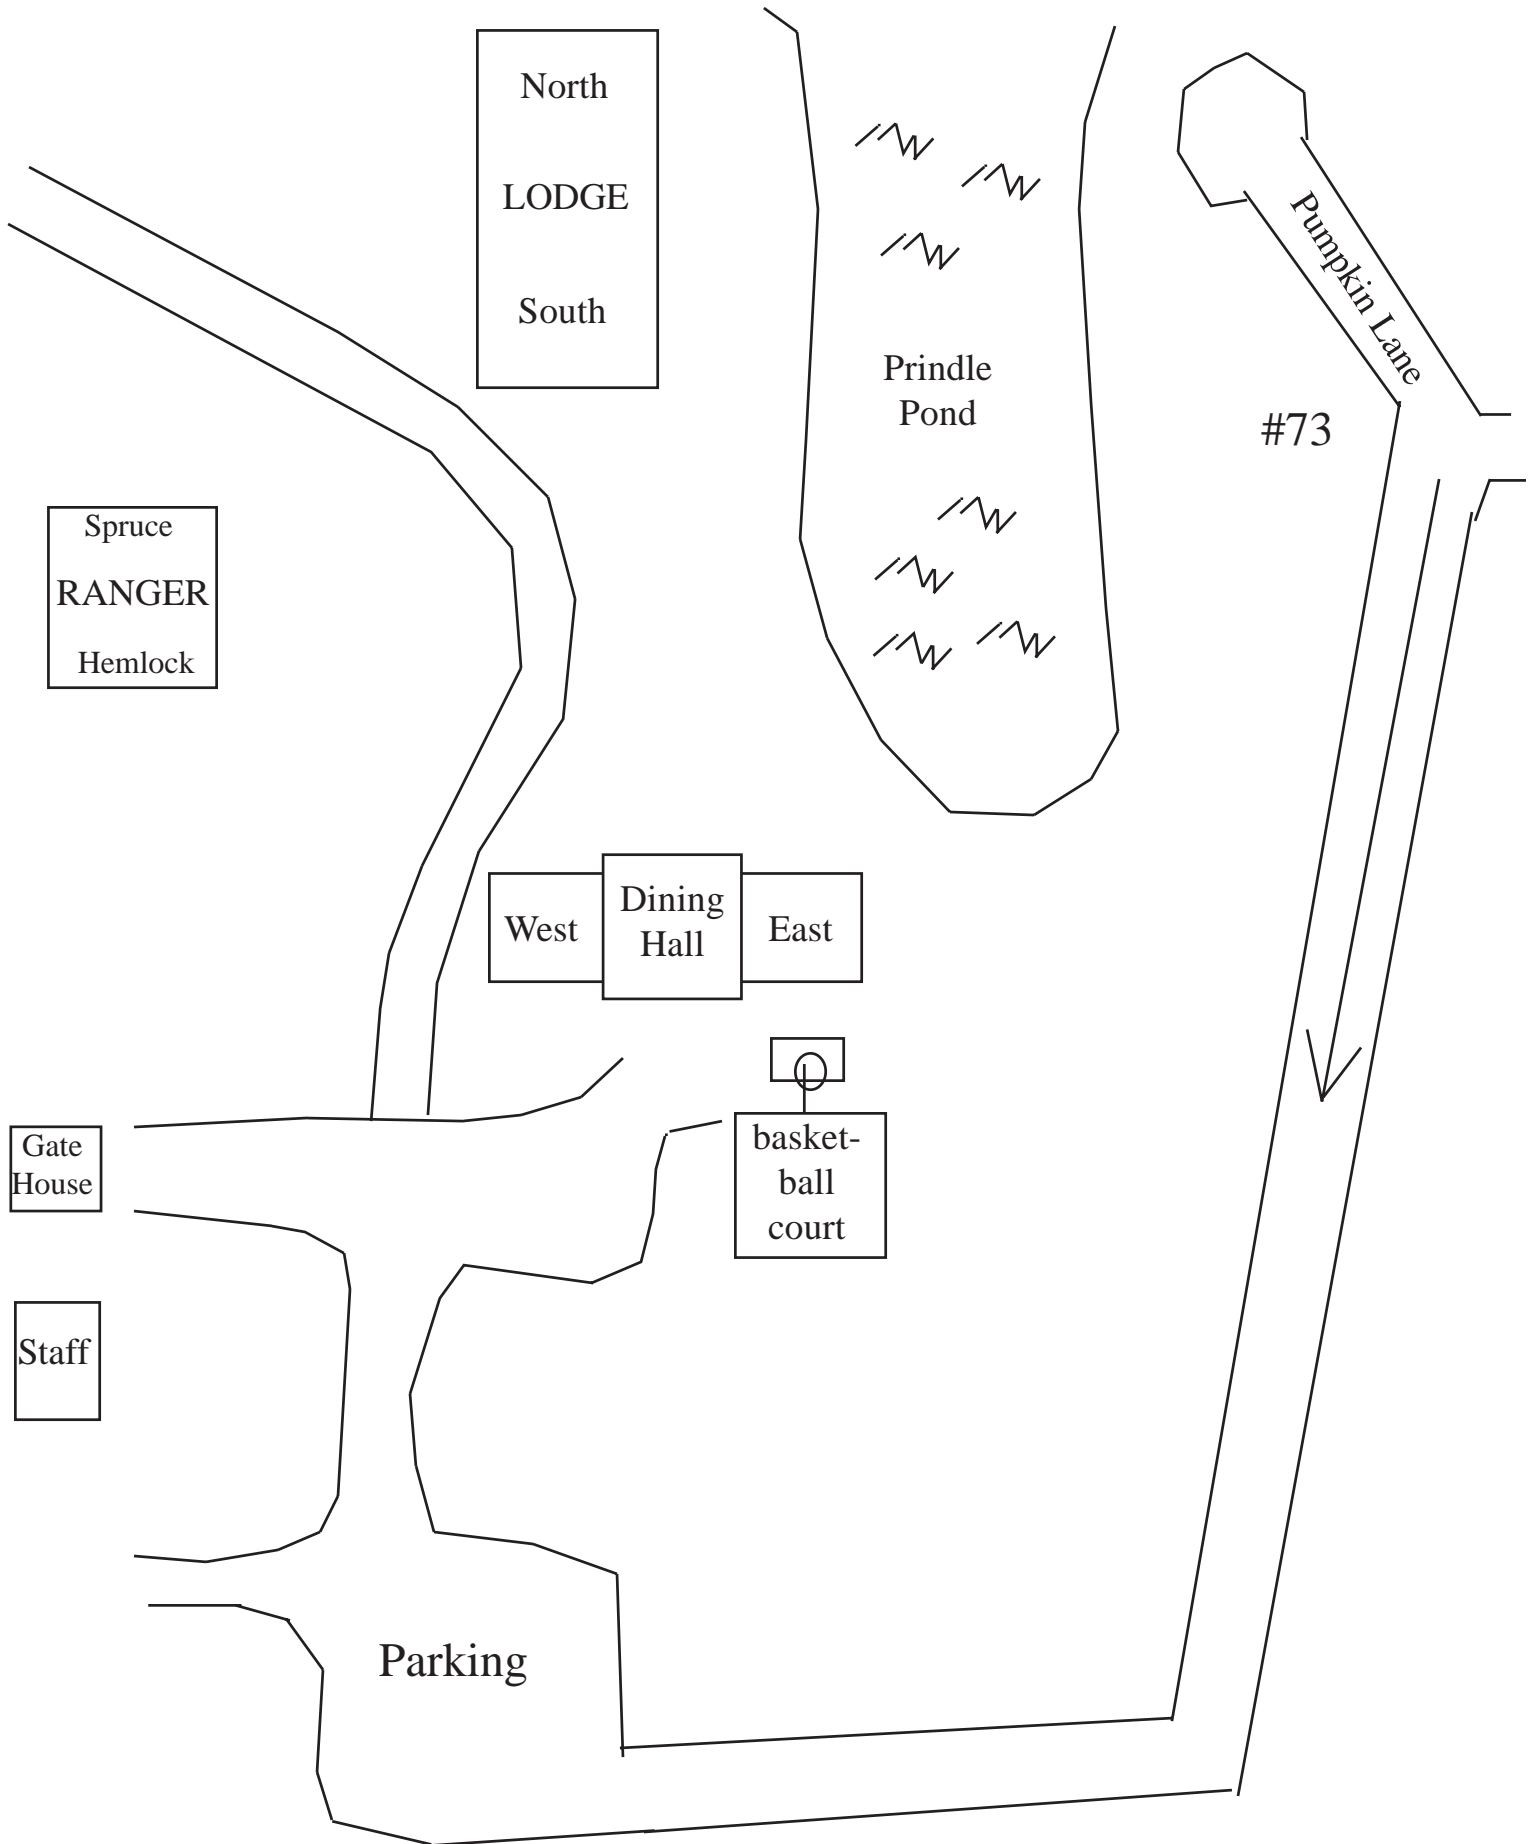 North
LODGE
South
Pumpkin Lane
Prindle
Pond
#73
Spruce
RANGER
Hemlock
West
Dining
Hall
East
Gate
House
basket-
ball
court
Staff
Parking